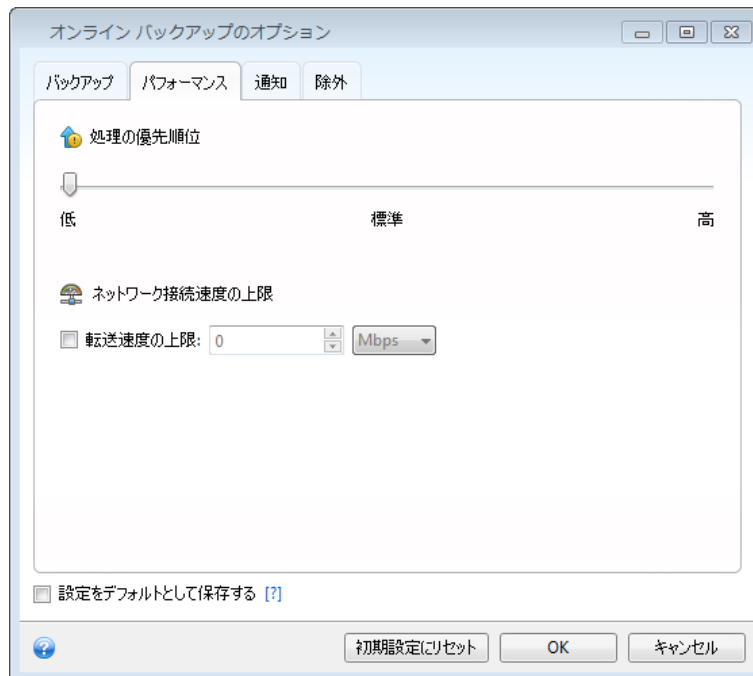 オンライン バックアップのオプション
バックアップ パフォーマンス 通知 除外
処理の優先順位
低 標準 高
ネットワーク接続速度の上限
転送速度の上限: 0 Mbps
設定をデフォルトとして保存する [?]
初期設定にリセット OK キャンセル